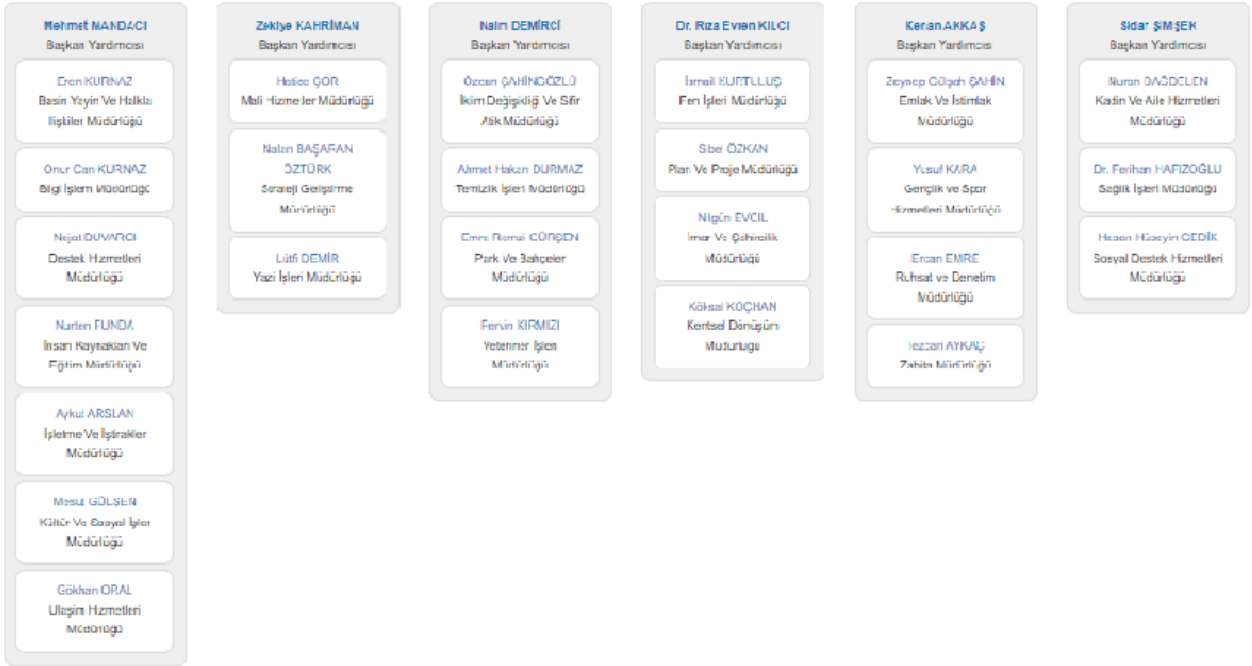 Mehmet MANDACI
Başkan Yardımcısı
Eren KURNAZ
Basın Yayın Ve Halkla
İlişkiler Müdürlüğü
Onur Can KURNAZ
Bilgi İşlem Müdürlüğü
Nejat DUVARCI
Destek Hizmetleri
Müdürlüğü
Nurten FUNDA
İnsan Kaynakları Ve
Eğitim Müdürlüğü
Aykut ARSLAN
İşletme Ve İştirakler
Müdürlüğü
Mesut GÜLŞEN
Kültür Ve Sosyal İşler
Müdürlüğü
Gökhan ORAL
Ulaşım Hizmetleri
Müdürlüğü
Zekiye KAHRİMAN
Başkan Yardımcısı
Hatice ÇOR
Mali Hizmetler Müdürlüğü
Nalan BAŞARAN
ÖZTÜRK
Strateji Geliştirme
Müdürlüğü
Lütfi DEMİR
Yazı İşleri Müdürlüğü
Naim DEMİRCİ
Başkan Yardımcısı
Özcan ŞAHİNGÖZLÜ
İklim Değişikliği Ve Sıfır
Atık Müdürlüğü
Ahmet Hakan DURMAZ
Temizlik İşleri Müdürlüğü
Emre Remzi GÜRŞEN
Park Ve Bahçeler
Müdürlüğü
KIRMIZI
Veteriner İşleri
Müdürlüğü
Dr. Rıza Evren KILCI
Başkan Yardımcısı
İsmail KURTULUŞ
Fen İşleri Müdürlüğü
Sibel ÖZKAN
Plan Ve Proje Müdürlüğü
Nilgün EVCİL
İmar Ve Şehircilik
Müdürlüğü
Köksal KOÇHAN
Kentsel Dönüşüm
Müdürlüğü
Kenan AKKAŞ
Başkan Yardımcısı
Zeynep Gülşah ŞAHİN
Emlak Ve İstimlak
Müdürlüğü
Yusuf KARA
Gençlik ve Spor
Hizmetleri Müdürlüğü
Ercan EMRE
Ruhsat ve Denetim
Müdürlüğü
Tezcan AYKAÇ
Zabıta Müdürlüğü
Sidar ŞİMŞEK
Başkan Yardımcısı
Nuran DAĞDELEN
Kadın Ve Aile Hizmetleri
Müdürlüğü
Dr. Ferihan HAFIZOĞLU
Sağlık İşleri Müdürlüğü
Hasan Hüseyin GEDİK
Sosyal Destek Hizmetleri
Müdürlüğü